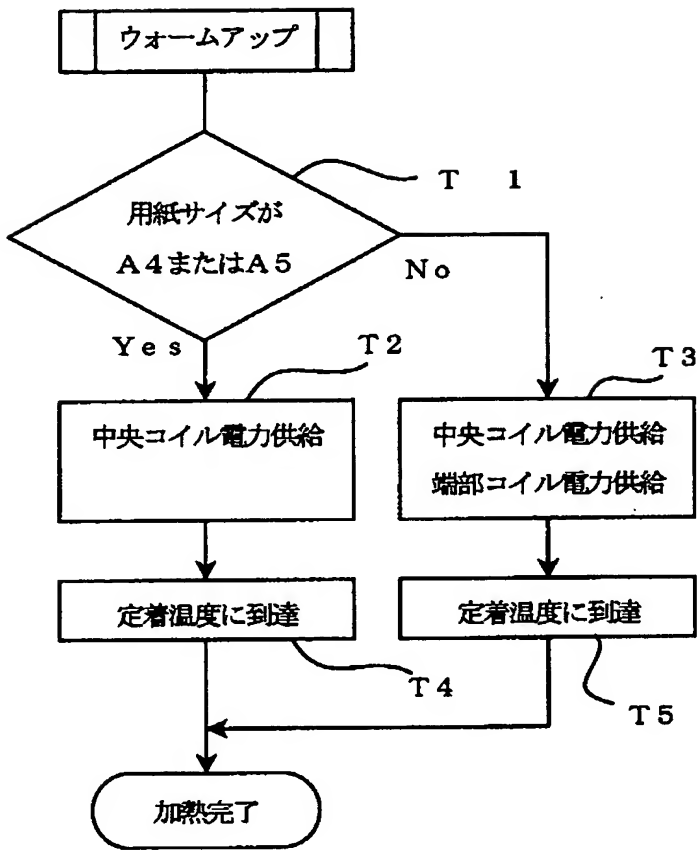 ウォームアップ
T 1
用紙サイズが
A4またはA5
No
Yes
T2
T3
中央コイル電力供給
中央コイル電力供給
端部コイル電力供給
定着温度に到達
定着温度に到達
T4
T5
加熱完了